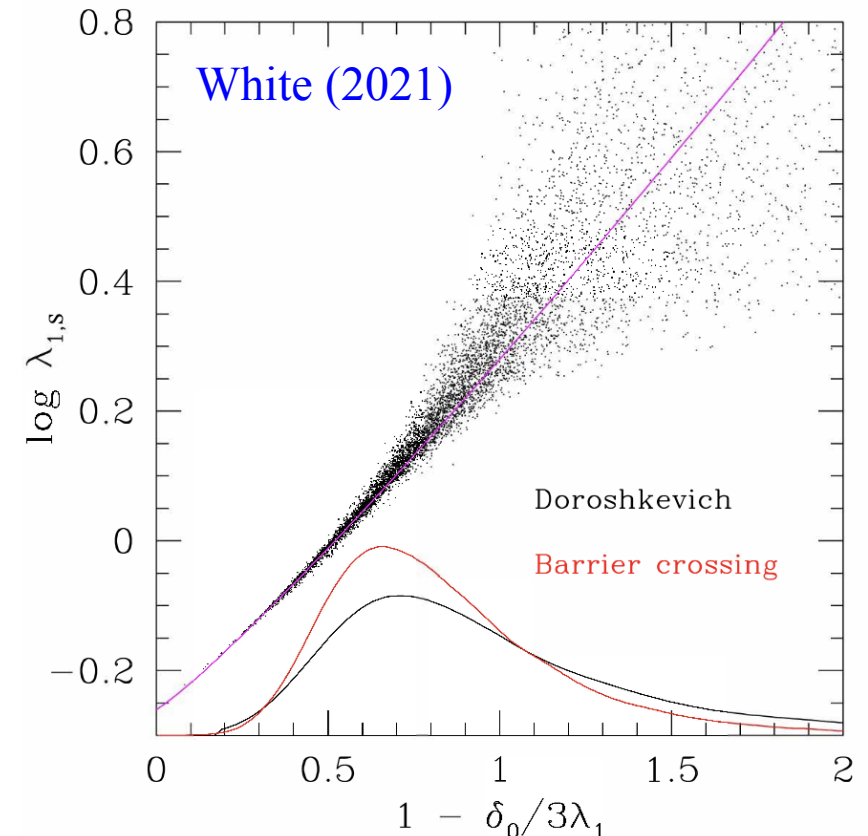 White (2021)
0.8
0.6
0.4
0.2
0
−0.2
log λ1,s
Doroshkevich
Barrier crossing
0 0.5 1 1.5 2
1 − δ0/3λ1